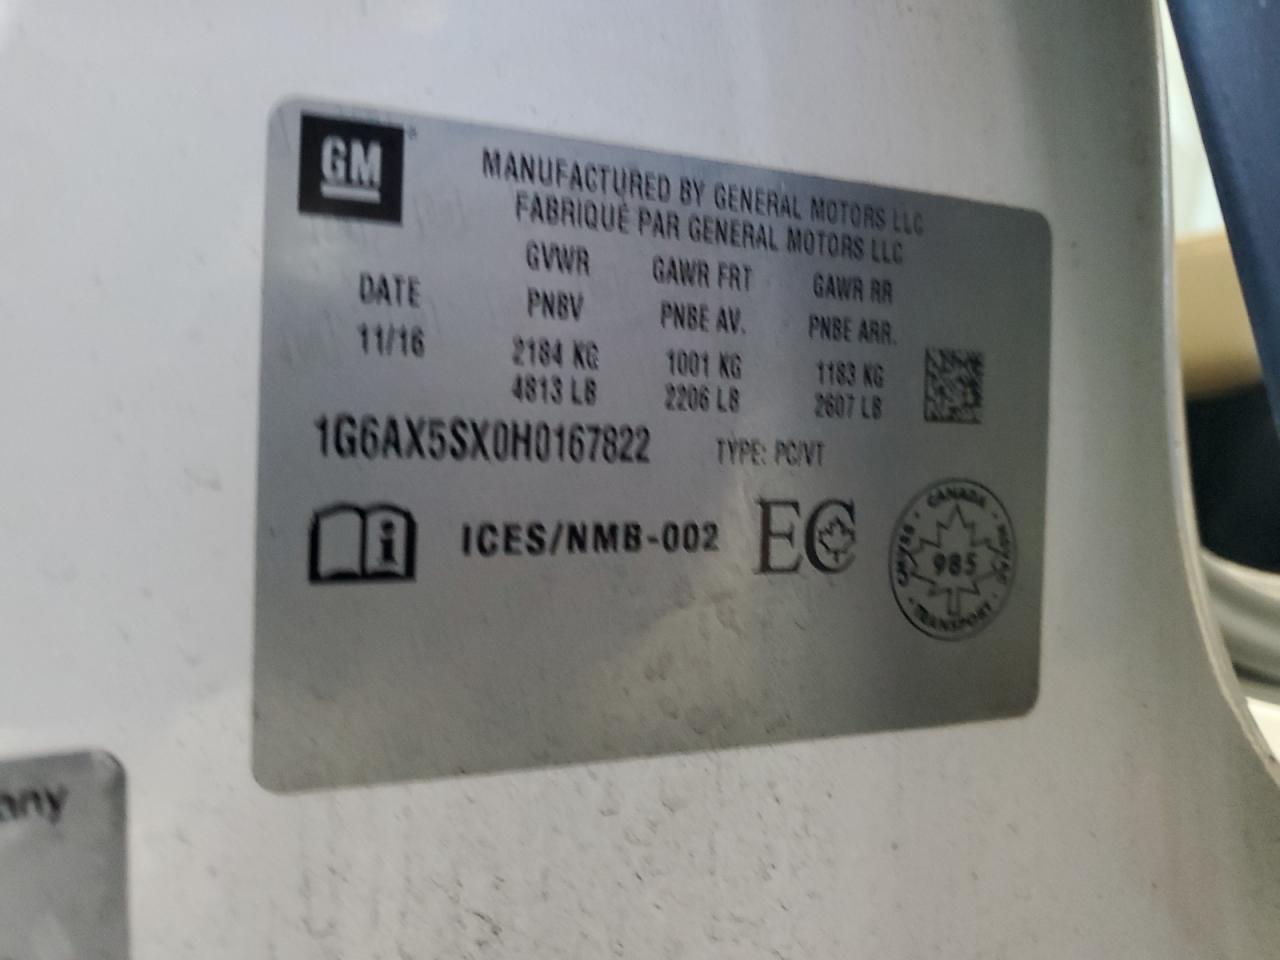 GM
MANUFACTURED BY GENERAL MOTORS LLC
FABRIQUÉ PAR GENERAL MOTORS LLC
DATE GVWR GAWR FRT GAWR RR
PNBV PNBE AV. PNBE ARR.
11/16 2184 KG 1001 KG 1183 KG
4813 LB 2206 LB 2607 LB
1G6AX5SX0H0167822 TYPE: PC/VT
i ICES/NMB-002 EC
CANADA
985
TRANSPORT
any